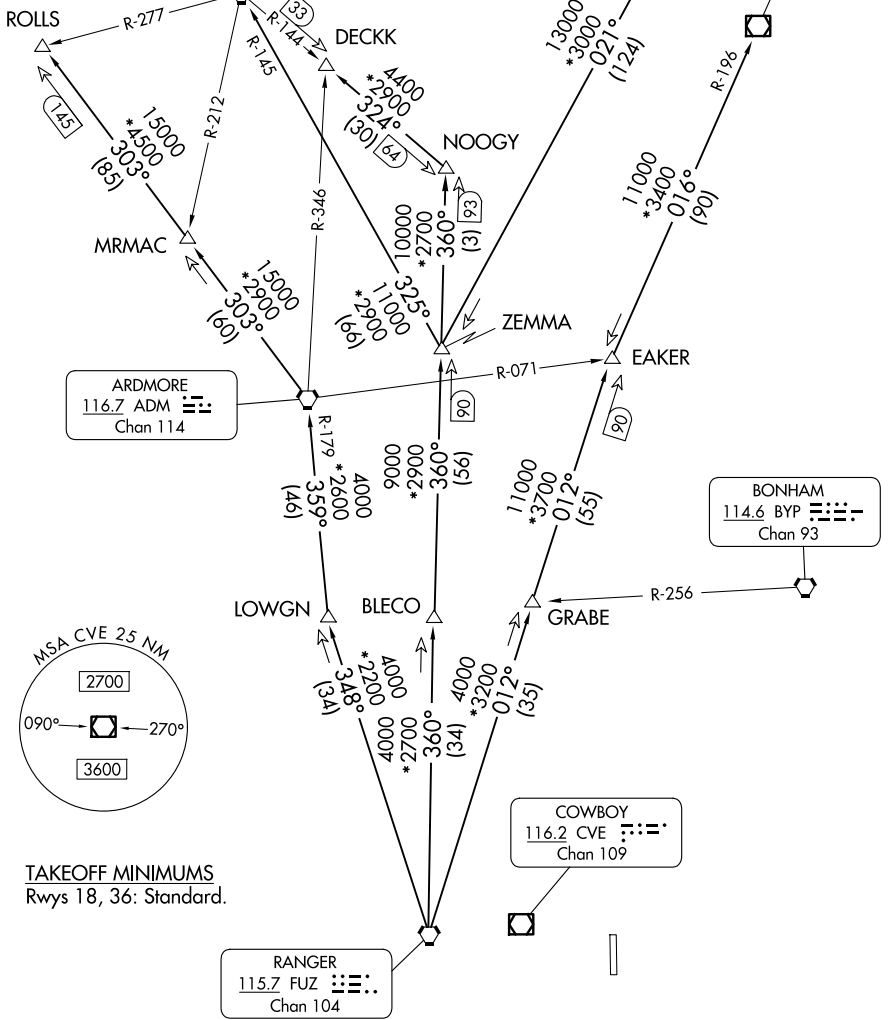 ROLLS
R-277
33
R-144
DECKK
R-145
13000
*3000
021°
(124)
R-196
145
15000
*4500
303°
(85)
R-212
4400
*2900
324°
(30)
64
NOOGY
93
R-346
11000
*3400
016°
(90)
MRMAC
10000
*2700
360°
(3)
15000
*2900
303°
(60)
325°
11000
*2900
(66)
ZEMMA
EAKER
R-071
ARDMORE
116.7 ADM
Chan 114
90
90
R-179
4000
*2600
359°
(46)
9000
*2900
360°
(56)
11000
*3700
012°
(55)
BONHAM
114.6 BYP
Chan 93
R-256
LOWGN
BLECO
GRABE
MSA CVE 25 NM
2700
090°
270°
3600
4000
*2200
348°
(34)
4000
*2700
360°
(34)
4000
*3200
012°
(35)
COWBOY
116.2 CVE
Chan 109
TAKEOFF MINIMUMS
Rwys 18, 36: Standard.
RANGER
115.7 FUZ
Chan 104